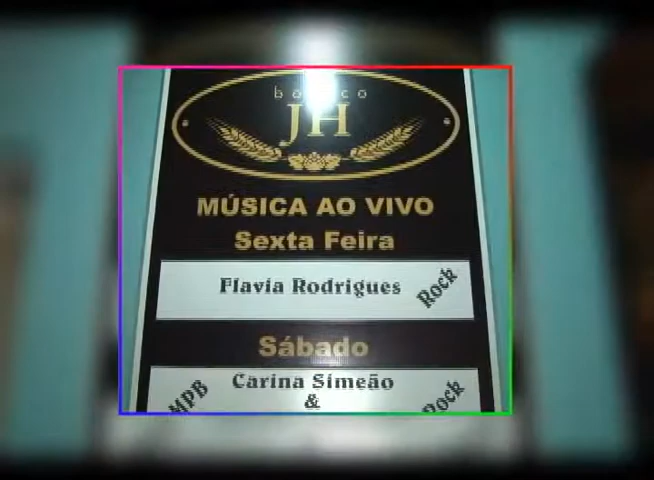 JH
MÚSICA AO VIVO
Sexta Feira
Flavia Rodrigues
Rock
Sábado
MPB
Carina Simeão
&
Rock